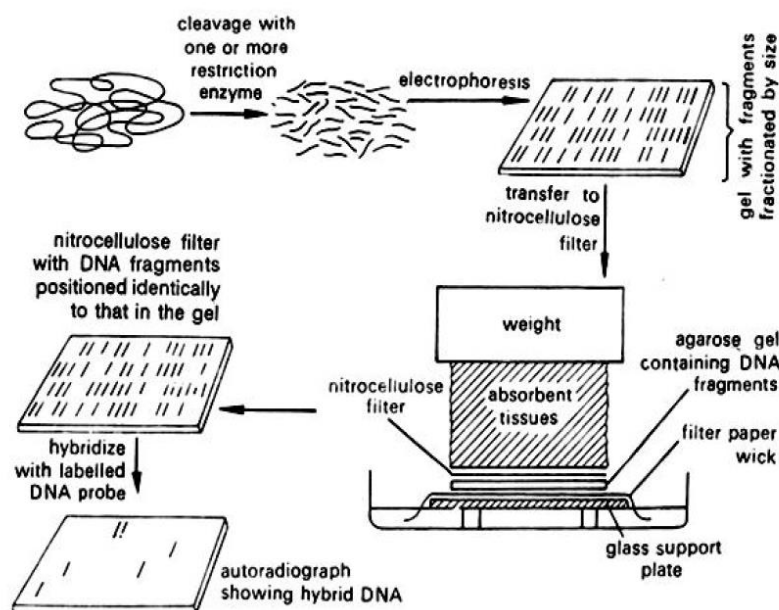 cleavage with
one or more
restriction
enzyme
electrophoresis
gel with fragments
fractionated by size
transfer to
nitrocellulose
filter
nitrocellulose filter
with DNA fragments
positioned identically
to that in the gel
weight
agarose gel
containing DNA
fragments
nitrocellulose
filter
absorbent
tissues
filter paper
wick
hybridize
with labelled
DNA probe
glass support
plate
autoradiograph
showing hybrid DNA